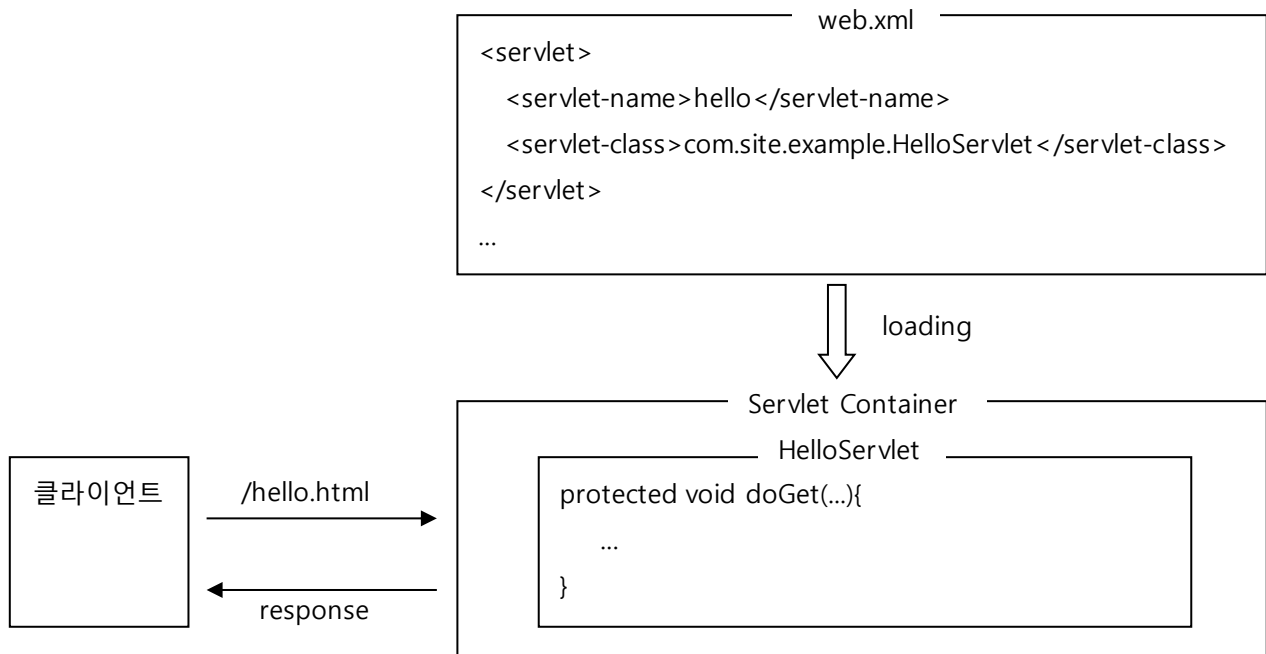 web.xml
<servlet>
<servlet-name>hello</servlet-name>
<servlet-class>com.site.example.HelloServlet</servlet-class>
</servlet>
...
loading
Servlet Container
HelloServlet
클라이언트
/hello.html
protected void doGet(...){
...
}
response